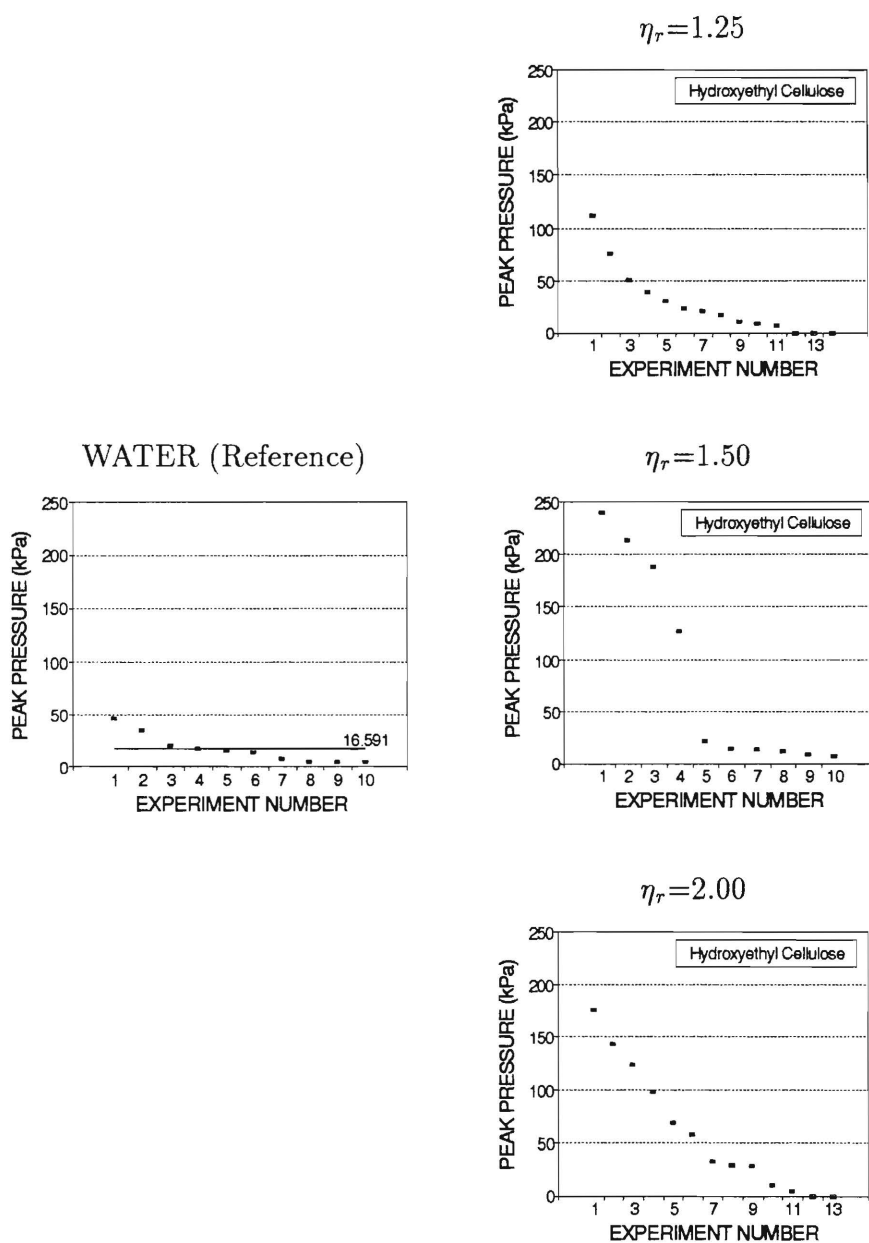 η_r=1.25
Hydroxyethyl Cellulose
PEAK PRESSURE (kPa)
250
200
150
100
50
0
1 3 5 7 9 11 13
EXPERIMENT NUMBER
WATER (Reference)
PEAK PRESSURE (kPa)
250
200
150
100
50
0
16.591
1 2 3 4 5 6 7 8 9 10
EXPERIMENT NUMBER
η_r=1.50
Hydroxyethyl Cellulose
PEAK PRESSURE (kPa)
250
200
150
100
50
0
1 2 3 4 5 6 7 8 9 10
EXPERIMENT NUMBER
η_r=2.00
Hydroxyethyl Cellulose
PEAK PRESSURE (kPa)
250
200
150
100
50
0
1 3 5 7 9 11 13
EXPERIMENT NUMBER